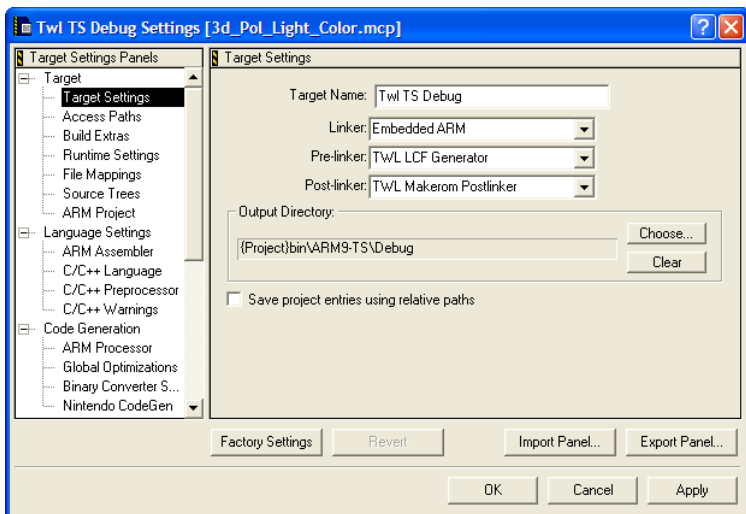 Twl TS Debug Settings [3d_Pol_Light_Color.mcp]
Target Settings Panels
Target
Target Settings
Access Paths
Build Extras
Runtime Settings
File Mappings
Source Trees
ARM Project
Language Settings
ARM Assembler
C/C++ Language
C/C++ Preprocessor
C/C++ Warnings
Code Generation
ARM Processor
Global Optimizations
Binary Converter S...
Nintendo CodeGen
Target Settings
Target Name: Twl TS Debug
Linker: Embedded ARM
Pre-linker: TWL LCF Generator
Post-linker: TWL Makerom Postlinker
Output Directory:
{Project}bin\ARM9-TS\Debug
Choose...
Clear
Save project entries using relative paths
Factory Settings Revert Import Panel... Export Panel...
OK Cancel Apply